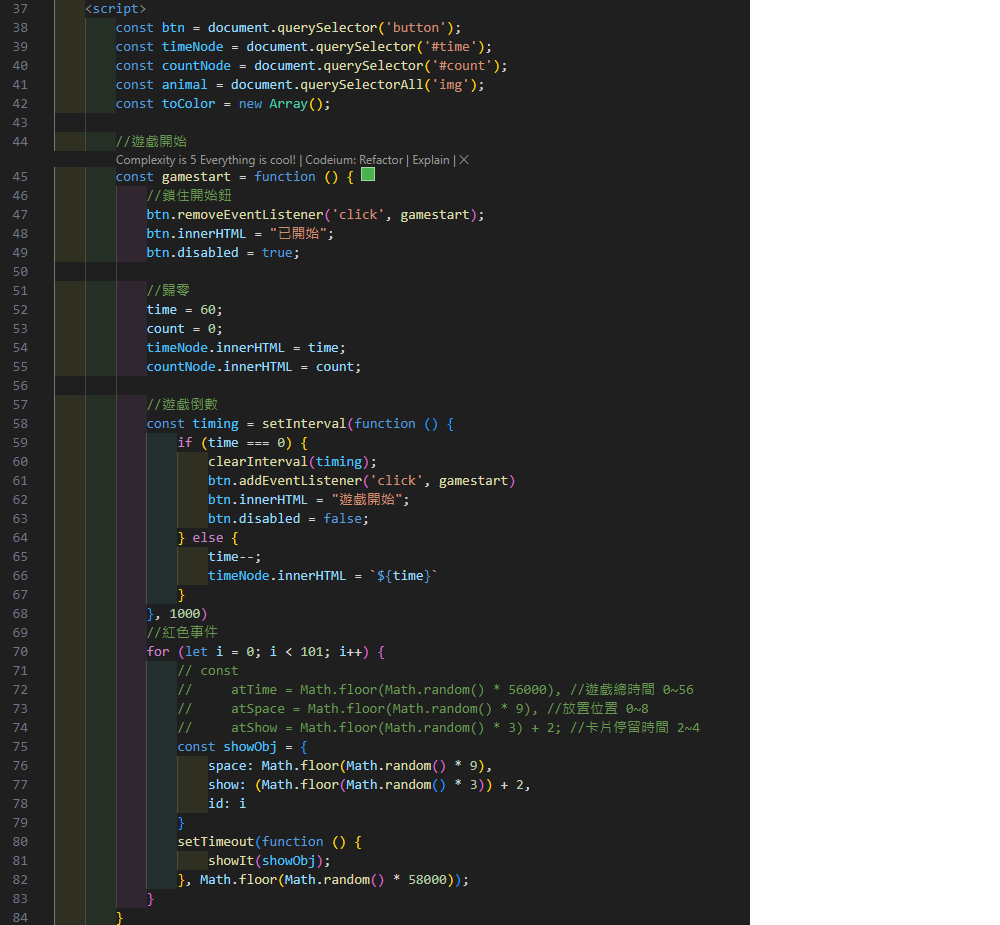 37 <script>
38 const btn = document.querySelector('button');
39 const timeNode = document.querySelector('#time');
40 const countNode = document.querySelector('#count');
41 const animal = document.querySelectorAll('img');
42 const toColor = new Array();
43
44 //遊戲開始
Complexity is 5 Everything is cool! | Codeium: Refactor | Explain | ×
45 const gamestart = function () {
46 //鎖住開始鈕
47 btn.removeEventListener('click', gamestart);
48 btn.innerHTML = "已開始";
49 btn.disabled = true;
50
51 //歸零
52 time = 60;
53 count = 0;
54 timeNode.innerHTML = time;
55 countNode.innerHTML = count;
56
57 //遊戲倒數
58 const timing = setInterval(function () {
59 if (time === 0) {
60 clearInterval(timing);
61 btn.addEventListener('click', gamestart)
62 btn.innerHTML = "遊戲開始";
63 btn.disabled = false;
64 } else {
65 time--;
66 timeNode.innerHTML = `${time}`
67 }
68 }, 1000)
69 //紅色事件
70 for (let i = 0; i < 101; i++) {
71 // const
72 // atTime = Math.floor(Math.random() * 56000), //遊戲總時間 0~56
73 // atSpace = Math.floor(Math.random() * 9), //放置位置 0~8
74 // atShow = Math.floor(Math.random() * 3) + 2; //卡片停留時間 2~4
75 const showObj = {
76 space: Math.floor(Math.random() * 9),
77 show: (Math.floor(Math.random() * 3)) + 2,
78 id: i
79 }
80 setTimeout(function () {
81 showIt(showObj);
82 }, Math.floor(Math.random() * 58000));
83 }
84 }